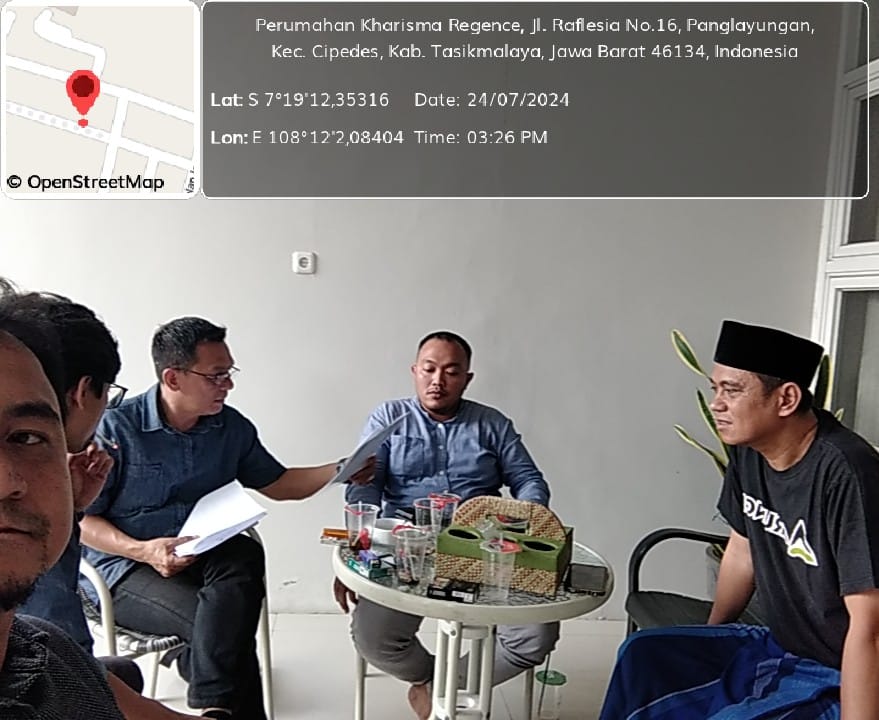 Perumahan Kharisma Regence, Jl. Raflesia No.16, Panglayungan,
Kec. Cipedes, Kab. Tasikmalaya, Jawa Barat 46134, Indonesia
Lat: S 7°19'12,35316 Date: 24/07/2024
Lon: E 108°12'2,08404 Time: 03:26 PM
© OpenStreetMap